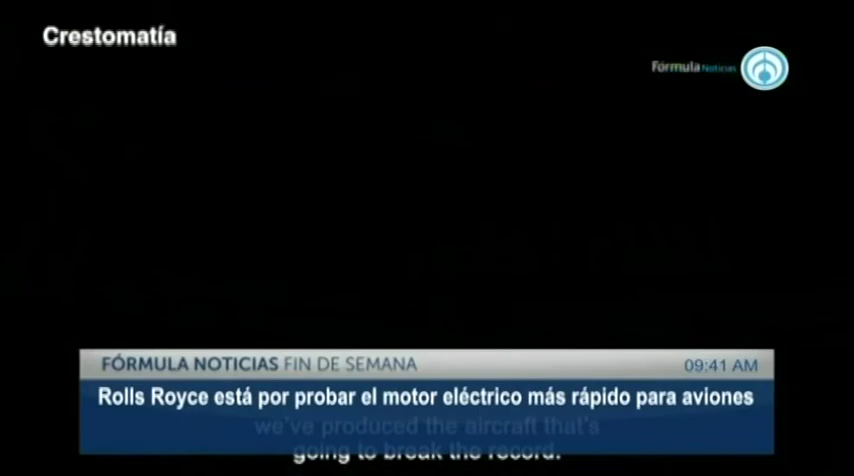 Crestomatía
Fórmula Noticias
FÓRMULA NOTICIAS FIN DE SEMANA
09:41 AM
Rolls Royce está por probar el motor eléctrico más rápido para aviones
we've produced the aircraft that's
going to break the record.